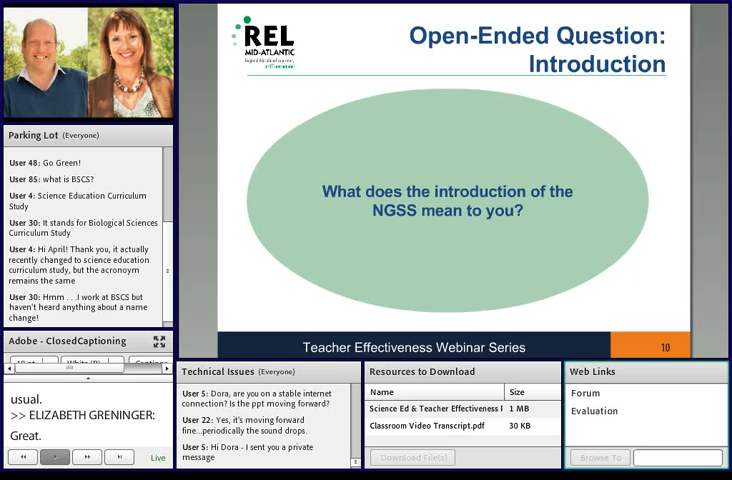 REL
MID-ATLANTIC
Open-Ended Question:
Introduction
What does the introduction of the
NGSS mean to you?
Teacher Effectiveness Webinar Series
10
Parking Lot (Everyone)
User 48: Go Green!
User 85: what is BSCS?
User 4: Science Education Curriculum
Study
User 30: It stands for Biological Sciences
Curriculum Study
User 4: Hi April! Thank you, it actually
recently changed to science education
curriculum study, but the acronoym
remains the same
User 30: Hmm . . .I work at BSCS but
haven't heard anything about a name
change!
Adobe - ClosedCaptioning
usual.
>> ELIZABETH GRENINGER:
Great.
Live
Technical Issues (Everyone)
User 5: Dora, are you on a stable internet
connection? Is the ppt moving forward?
User 22: Yes, it's moving forward
fine...periodically the sound drops.
User 5: Hi Dora - I sent you a private
message
Resources to Download
Name Size
Science Ed & Teacher Effectiveness 1 MB
Classroom Video Transcript.pdf 30 KB
Download File(s)
Web Links
Forum
Evaluation
Browse To